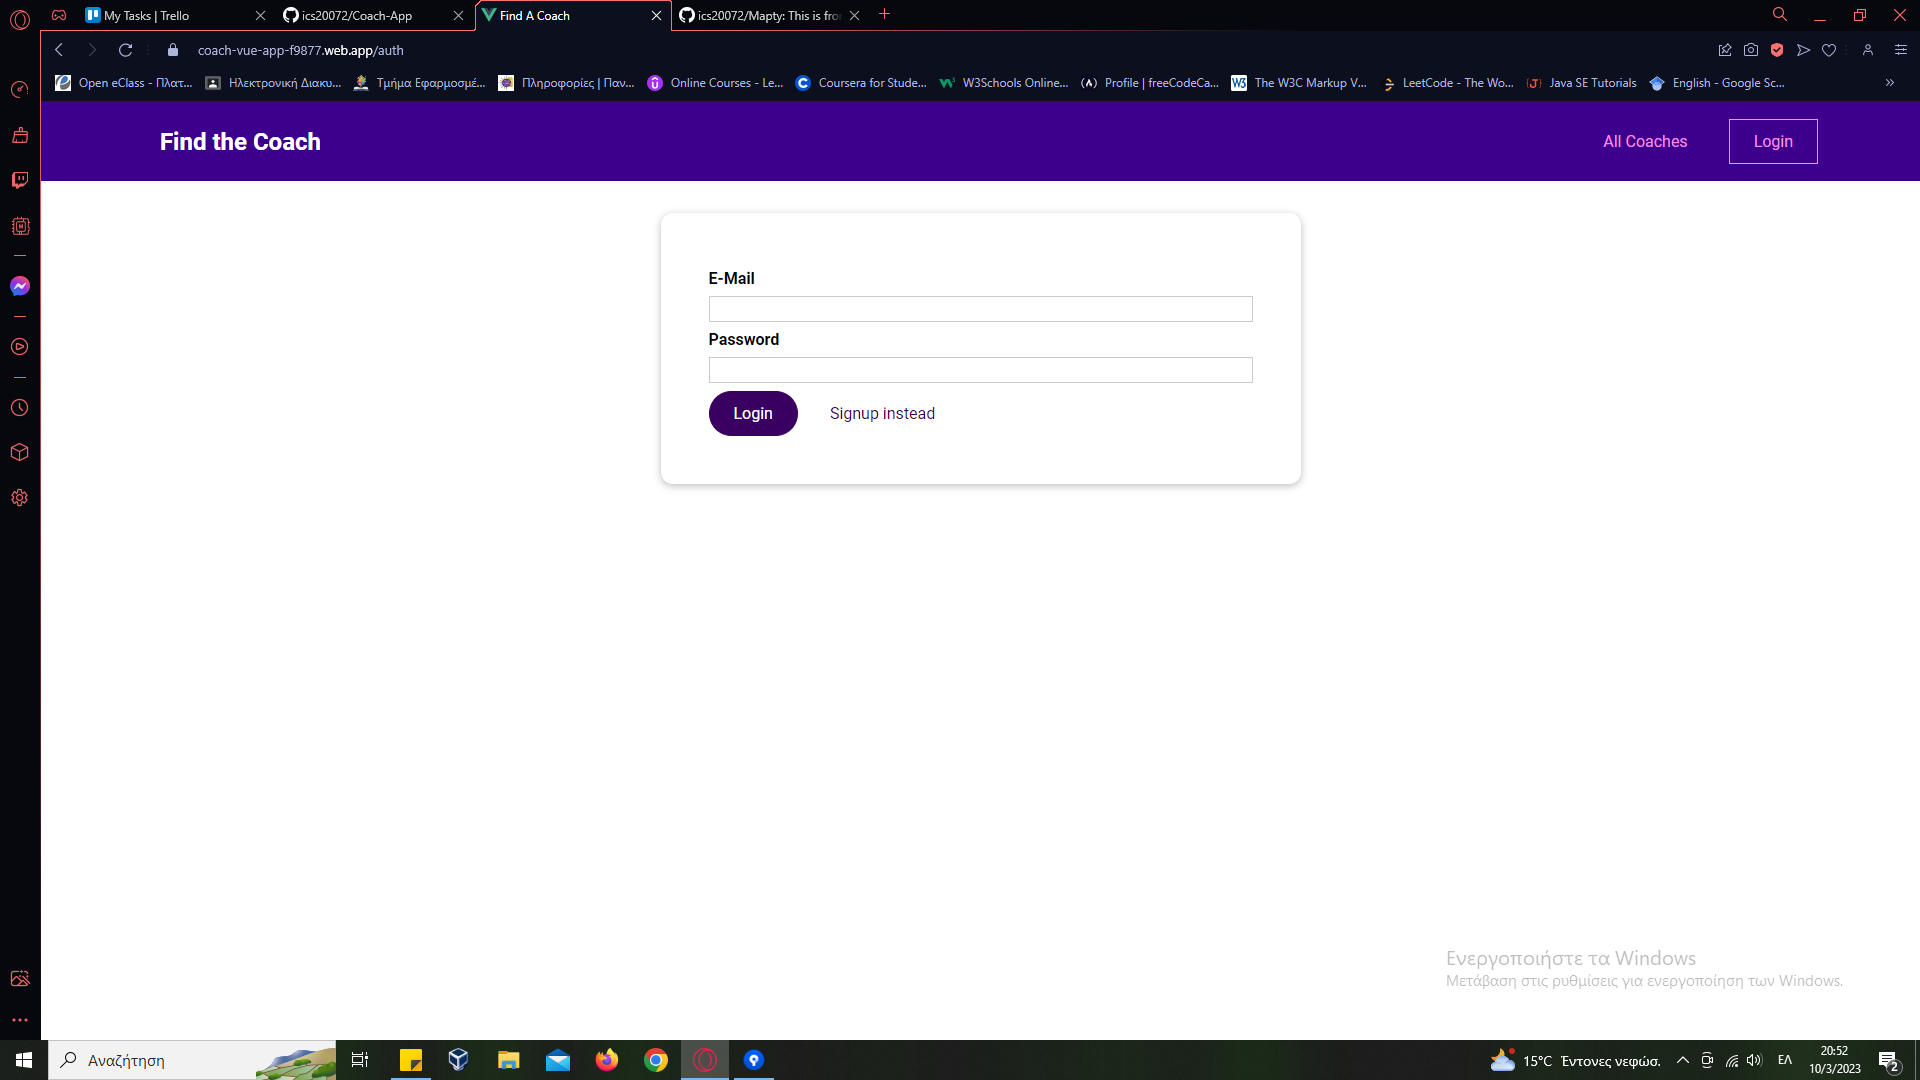 My Tasks | Trello
ics20072/Coach-App
Find A Coach
ics20072/Mapty: This is fro
coach-vue-app-f9877.web.app/auth
Open eClass - Πλατ...
Ηλεκτρονική Διακυ...
Τμήμα Εφαρμοσμέ...
Πληροφορίες | Παν...
Online Courses - Le...
Coursera for Stude...
W3Schools Online...
Profile | freeCodeCa...
The W3C Markup V...
LeetCode - The Wo...
Java SE Tutorials
English - Google Sc...
Find the Coach
All Coaches
Login
E-Mail
Password
Login
Signup instead
Ενεργοποιήστε τα Windows
Μετάβαση στις ρυθμίσεις για ενεργοποίηση των Windows.
Αναζήτηση
15°C Έντονες νεφώσ.
ΕΛ
20:52
10/3/2023
2